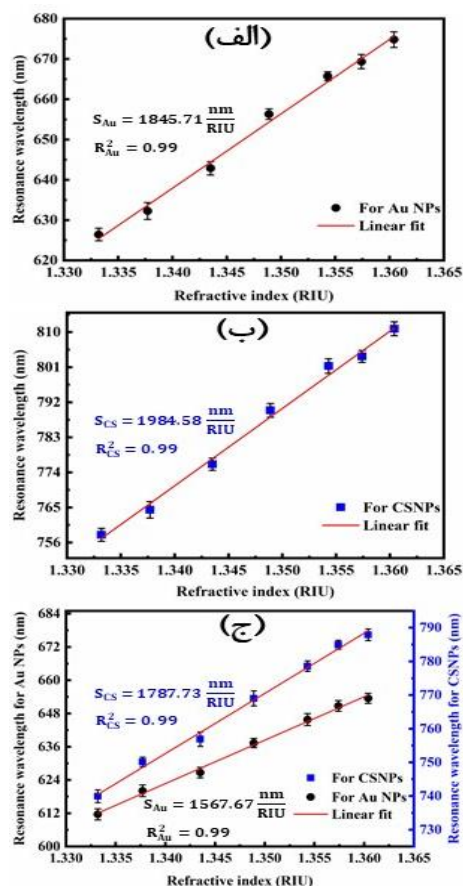 (الف)
680
660
640
620
Resonance wavelength (nm)
S_Au = 1845.71 nm/RIU
R²_Au = 0.99
For Au NPs
Linear fit
1.330 1.335 1.340 1.345 1.350 1.355 1.360 1.365
Refractive index (RIU)
(ب)
810
801
792
783
774
765
756
Resonance wavelength (nm)
S_CS = 1984.58 nm/RIU
R²_CS = 0.99
For CSNPs
Linear fit
1.330 1.335 1.340 1.345 1.350 1.355 1.360 1.365
Refractive index (RIU)
(ج)
684
672
660
648
636
624
612
600
Resonance wavelength for Au NPs (nm)
S_CS = 1787.73 nm/RIU
R²_CS = 0.99
For CSNPs
For Au NPs
Linear fit
S_Au = 1567.67 nm/RIU
R²_Au = 0.99
790
780
770
760
750
740
730
Resonance wavelength for CSNPs (nm)
1.330 1.335 1.340 1.345 1.350 1.355 1.360 1.365
Refractive index (RIU)